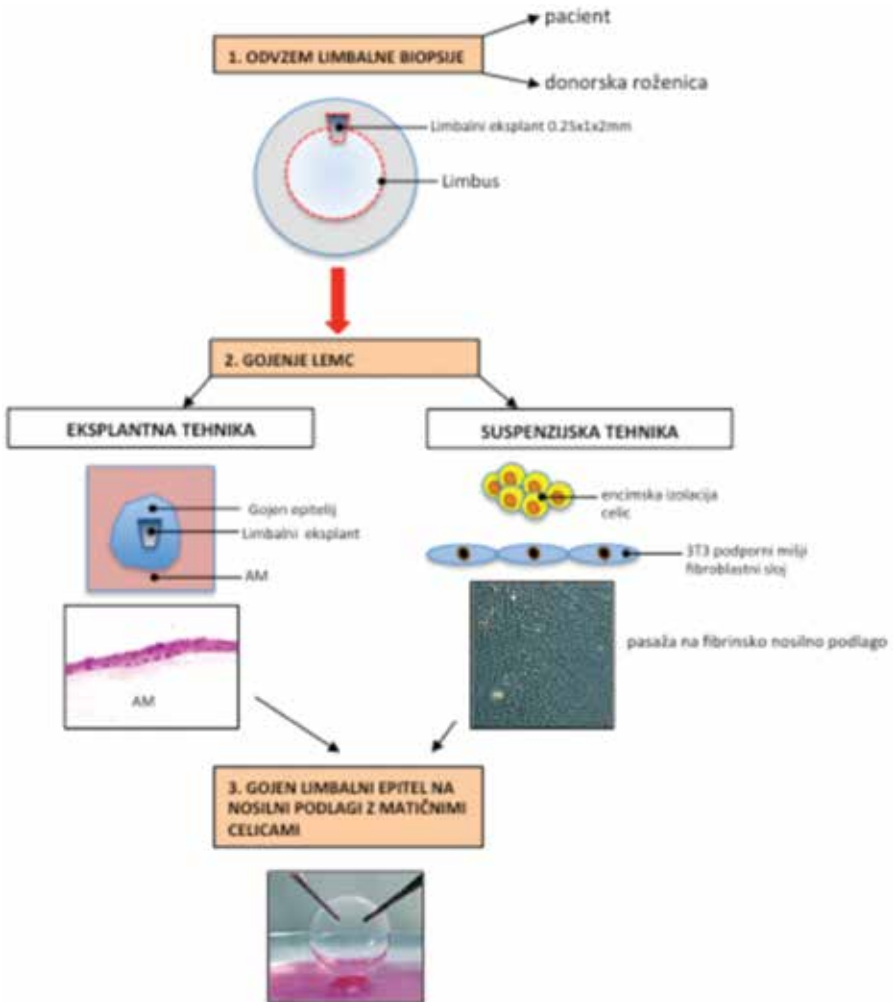 pacient
1. ODVZEM LIMBALNE BIOPSIJE
donorska roženica
Limbalni eksplant 0.25x1x2mm
Limbus
2. GOJENJE LEMC
EKSPLANTNA TEHNIKA
SUSPENZIJSKA TEHNIKA
Gojen epitelij
Limbalni eksplant
AM
encimska izolacija
celic
3T3 podporni mišji
fibroblastni sloj
AM
pasaža na fibrinsko nosilno podlago
3. GOJEN LIMBALNI EPITEL NA
NOSILNI PODLAGI Z MATIČNIMI
CELICAMI